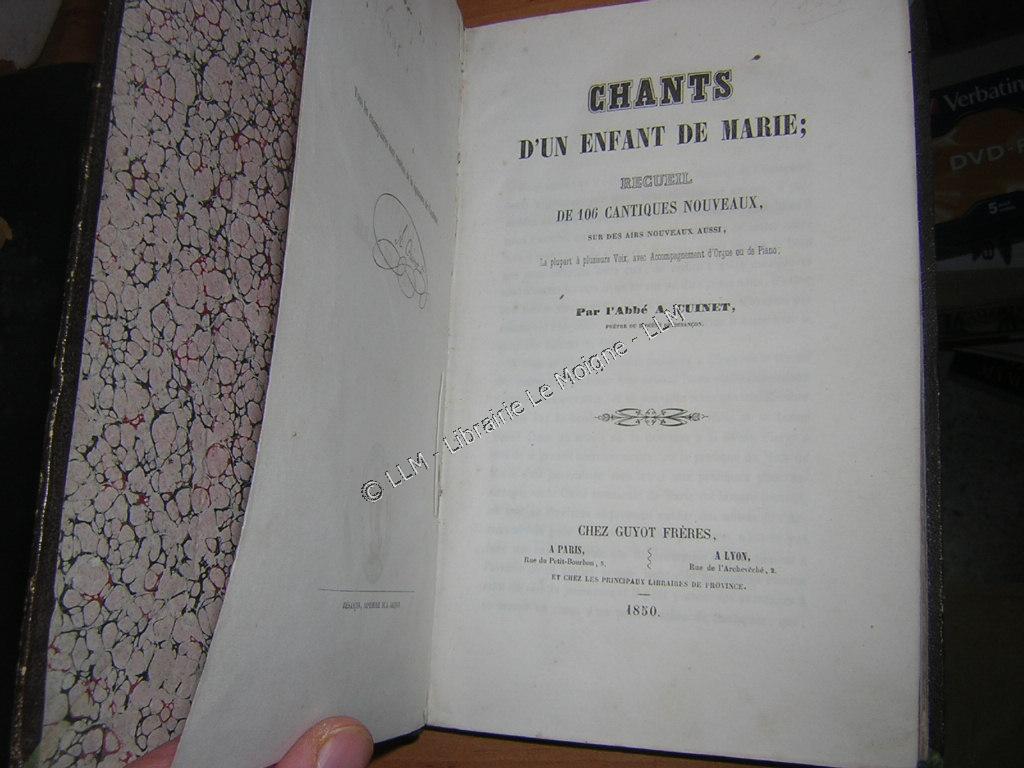 CHANTS
D'UN ENFANT DE MARIE;
RECUEIL
DE 106 CANTIQUES NOUVEAUX,
SUR DES AIRS NOUVEAUX AUSSI,
La plupart à plusieurs Voix, avec Accompagnement d'Orgue ou de Piano;
Par l'Abbé A.
PRÊTRE DU
CHEZ GUYOT FRÈRES,
A PARIS,
Rue du Petit-Bourbon,
A LYON,
Rue de l'Archevêché, 2.
ET CHEZ LES PRINCIPAUX LIBRAIRES DE PROVINCE.
1850.
© LLM - Librairie Le Moigne - LLM
Verbatim
DVD-
5